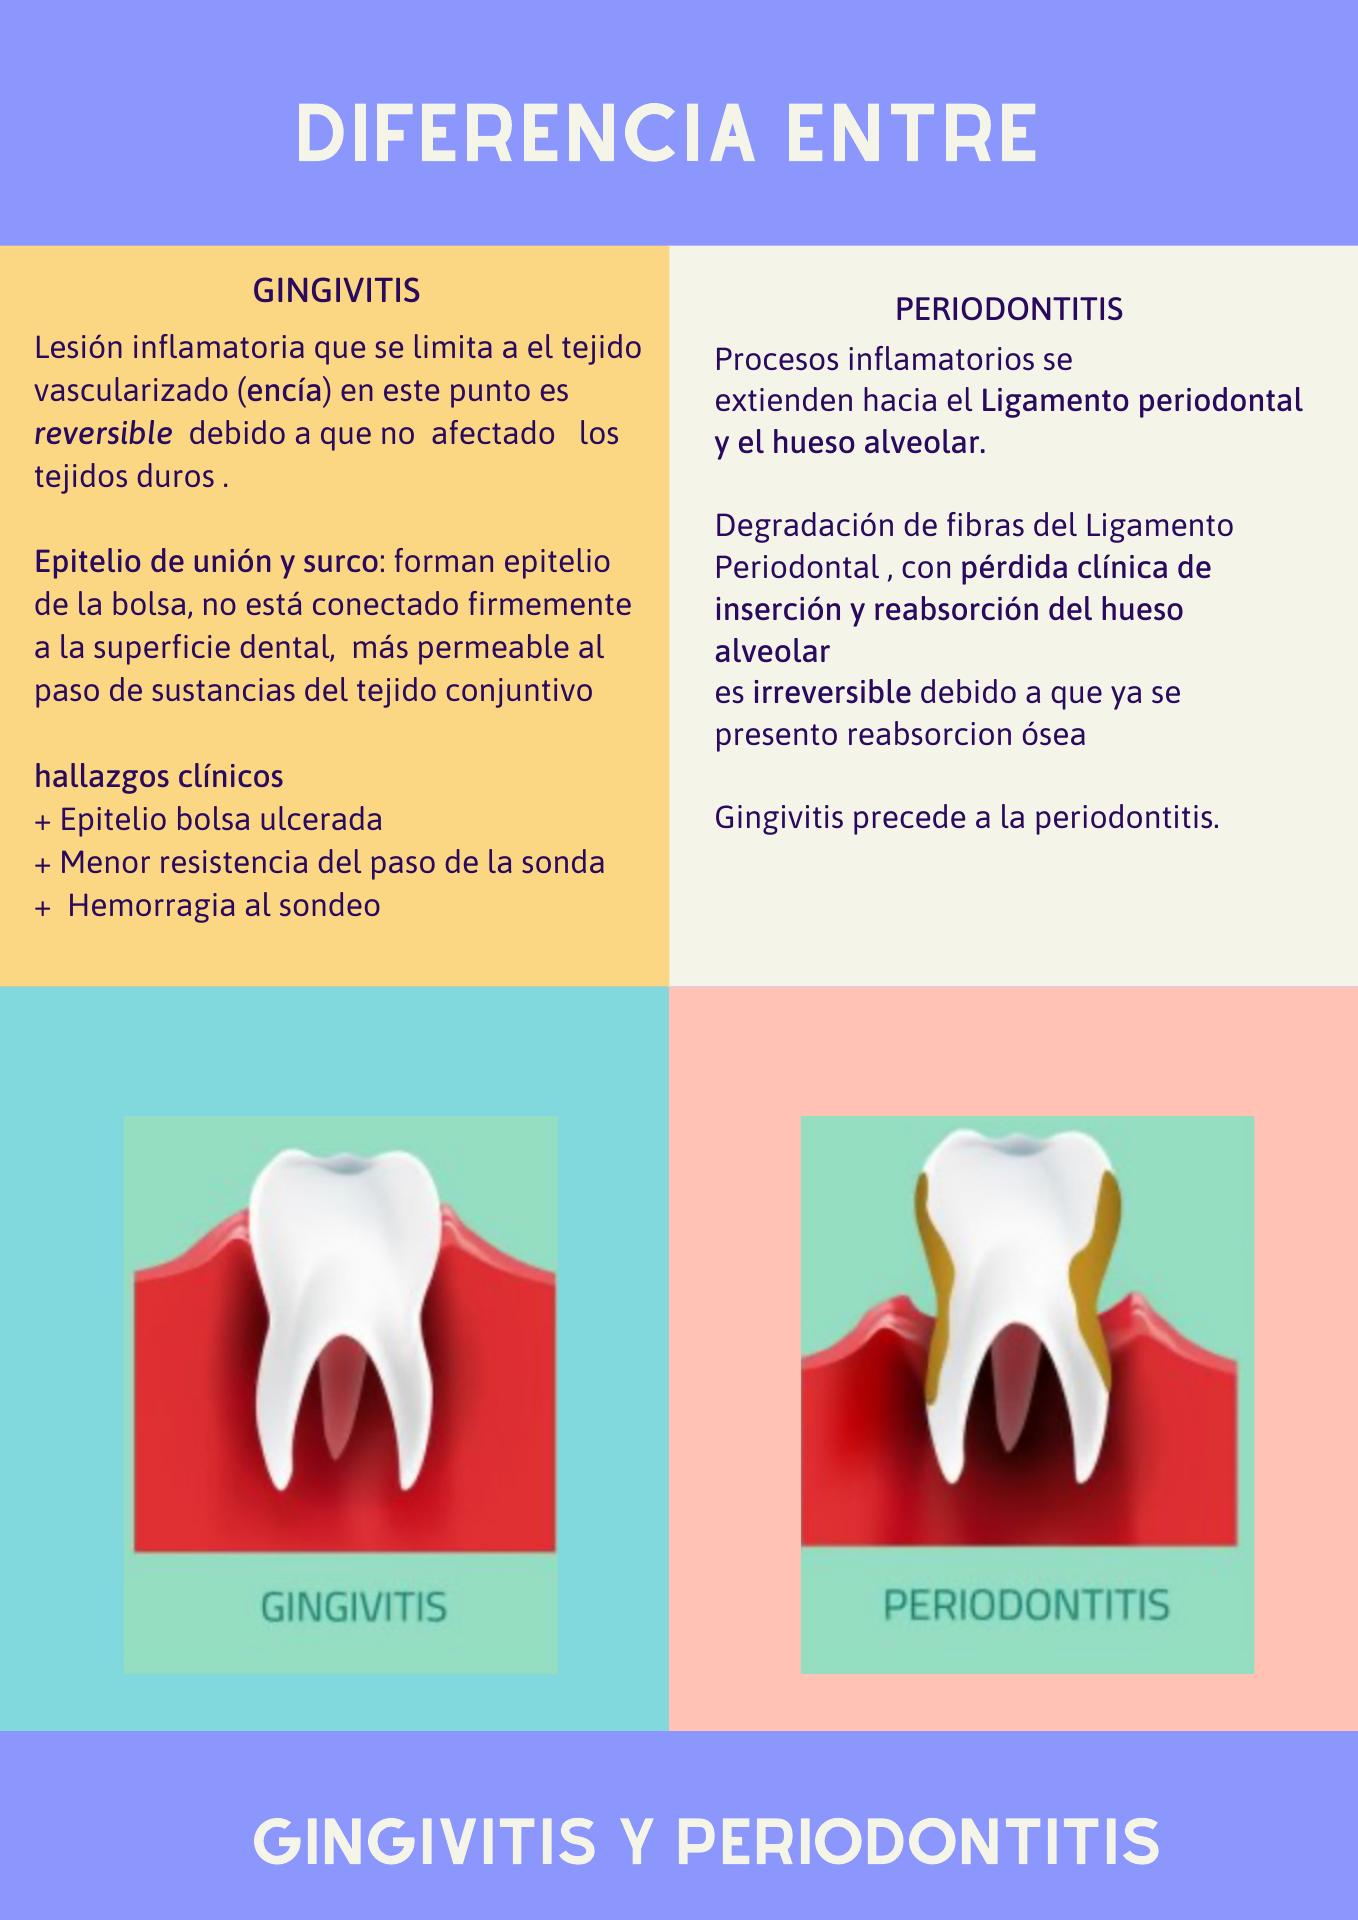 DIFERENCIA ENTRE
GINGIVITIS
Lesión inflamatoria que se limita a el tejido
vascularizado (encía) en este punto es
reversible debido a que no afectado los
tejidos duros .
Epitelio de unión y surco: forman epitelio
de la bolsa, no está conectado firmemente
a la superficie dental, más permeable al
paso de sustancias del tejido conjuntivo
hallazgos clínicos
+ Epitelio bolsa ulcerada
+ Menor resistencia del paso de la sonda
+ Hemorragia al sondeo
PERIODONTITIS
Procesos inflamatorios se
extienden hacia el Ligamento periodontal
y el hueso alveolar.
Degradación de fibras del Ligamento
Periodontal , con pérdida clínica de
inserción y reabsorción del hueso
alveolar
es irreversible debido a que ya se
presento reabsorcion ósea
Gingivitis precede a la periodontitis.
GINGIVITIS
PERIODONTITIS
GINGIVITIS Y PERIODONTITIS